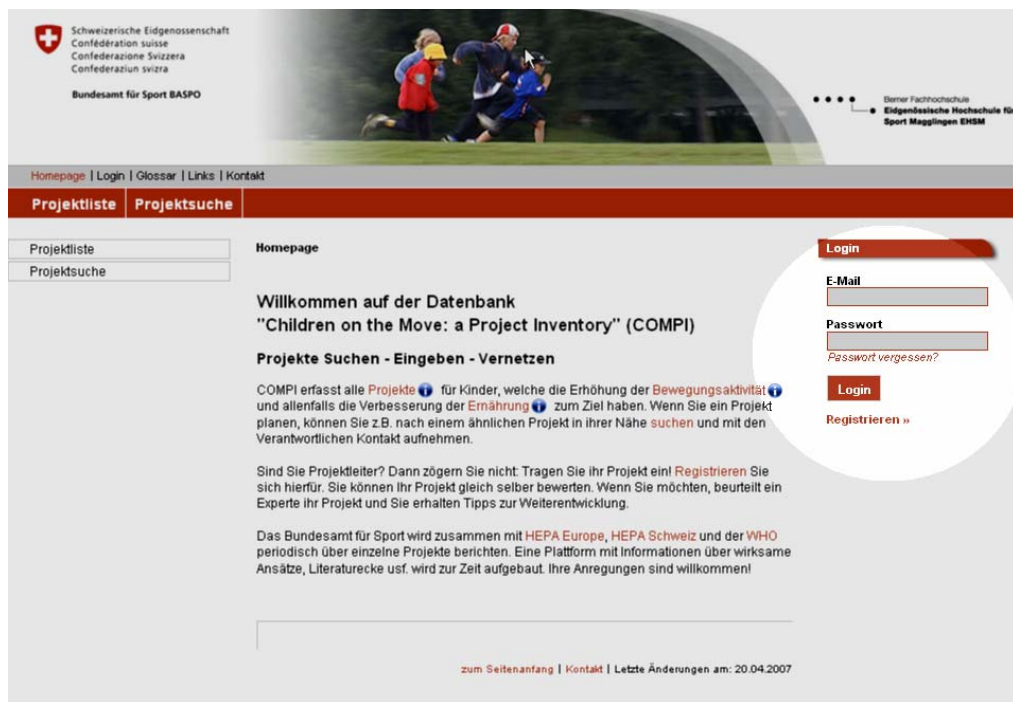 Schweizerische Eidgenossenschaft
Confédération suisse
Confederazione Svizzera
Confederaziun svizra
Bundesamt für Sport BASPO
Berner Fachhochschule
Eidgenössische Hochschule für
Sport Magglingen EHSM
Homepage | Login | Glossar | Links | Kontakt
Projektliste | Projektsuche
Projektliste
Projektsuche
Homepage
Willkommen auf der Datenbank
"Children on the Move: a Project Inventory" (COMPI)
Projekte Suchen - Eingeben - Vernetzen
COMPI erfasst alle Projekte i für Kinder, welche die Erhöhung der Bewegungsaktivität i
und allenfalls die Verbesserung der Ernährung i zum Ziel haben. Wenn Sie ein Projekt
planen, können Sie z.B. nach einem ähnlichen Projekt in ihrer Nähe suchen und mit den
Verantwortlichen Kontakt aufnehmen.
Sind Sie Projektleiter? Dann zögern Sie nicht: Tragen Sie ihr Projekt ein! Registrieren Sie
sich hierfür. Sie können Ihr Projekt gleich selber bewerten. Wenn Sie möchten, beurteilt ein
Experte ihr Projekt und Sie erhalten Tipps zur Weiterentwicklung.
Das Bundesamt für Sport wird zusammen mit HEPA Europe, HEPA Schweiz und der WHO
periodisch über einzelne Projekte berichten. Eine Plattform mit Informationen über wirksame
Ansätze, Literaturecke usf. wird zur Zeit aufgebaut. Ihre Anregungen sind willkommen!
zum Seitenanfang | Kontakt | Letzte Änderungen am: 20.04.2007
Login
E-Mail
Passwort
Passwort vergessen?
Login
Registrieren »